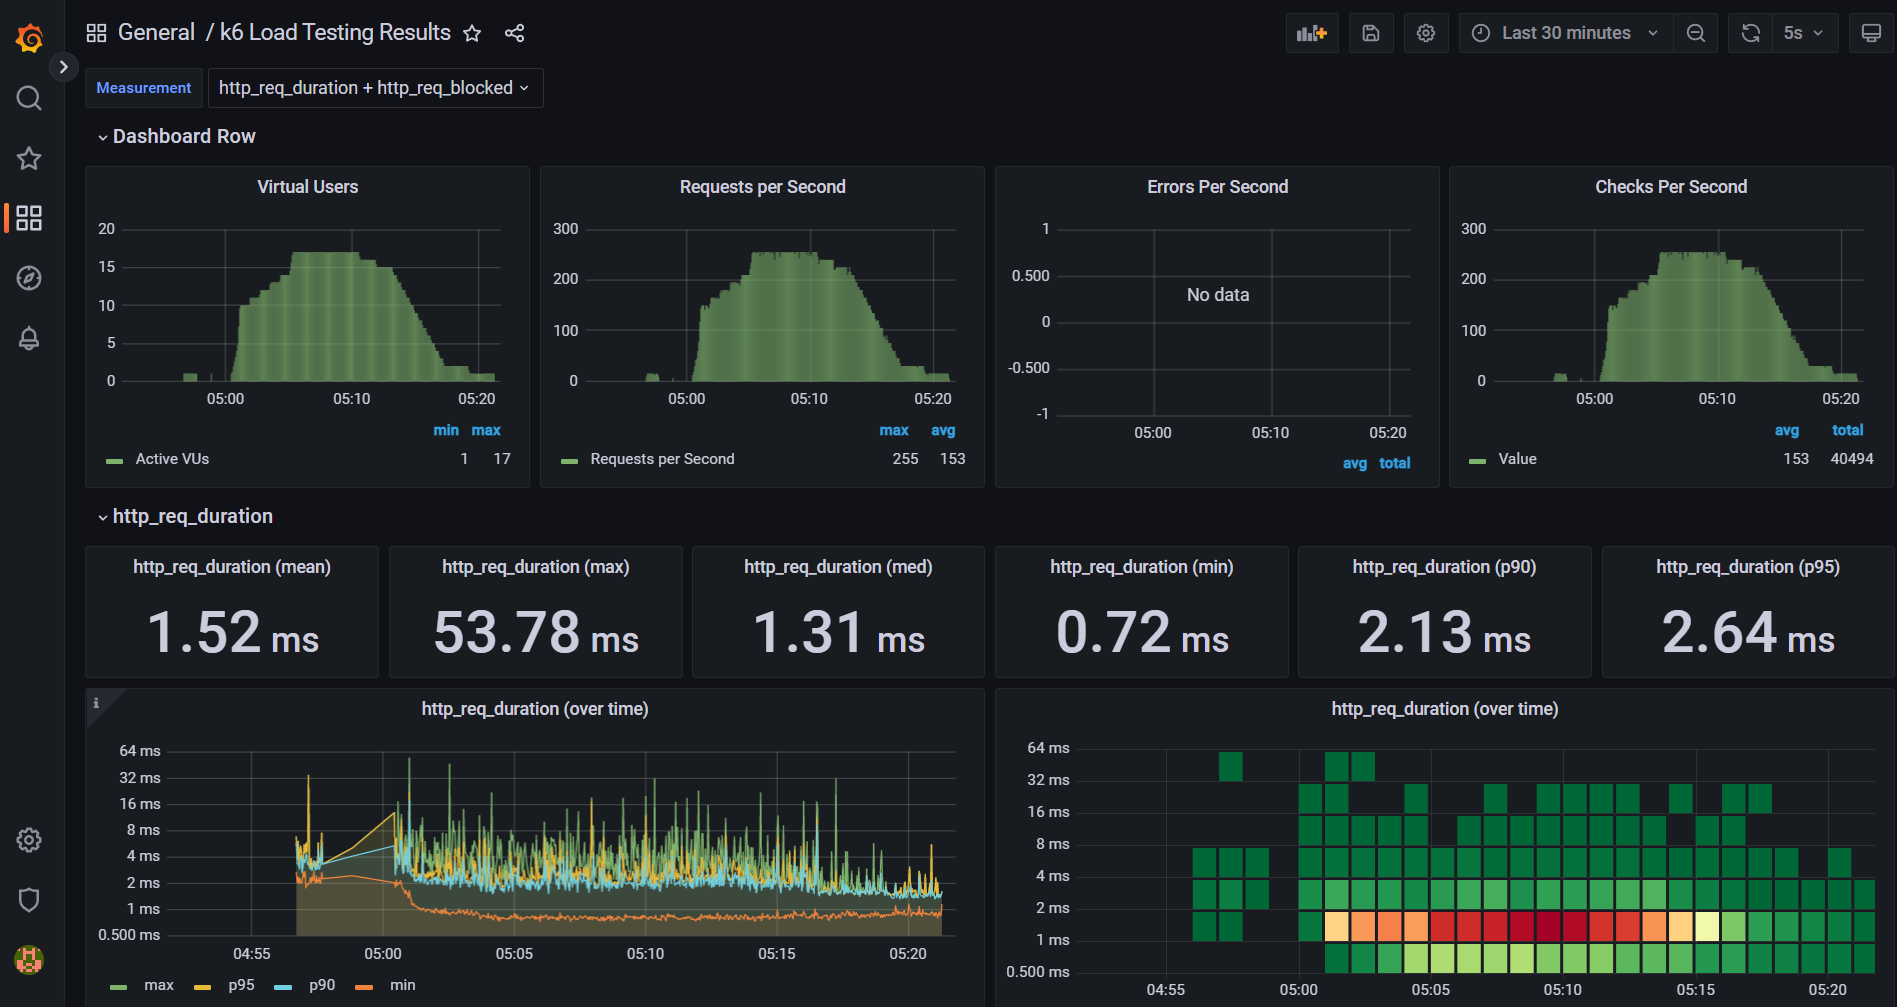 General / k6 Load Testing Results
Last 30 minutes
5s
Measurement
http_req_duration + http_req_blocked
Dashboard Row
Virtual Users
20
15
10
5
0
05:00 05:10 05:20
min max
Active VUs 1 17
Requests per Second
300
200
100
0
05:00 05:10 05:20
max avg
Requests per Second 255 153
Errors Per Second
1
0.500
0
-0.500
-1
No data
05:00 05:10 05:20
avg total
Checks Per Second
300
200
100
0
05:00 05:10 05:20
avg total
Value 153 40494
http_req_duration
http_req_duration (mean)
1.52 ms
http_req_duration (max)
53.78 ms
http_req_duration (med)
1.31 ms
http_req_duration (min)
0.72 ms
http_req_duration (p90)
2.13 ms
http_req_duration (p95)
2.64 ms
i
http_req_duration (over time)
64 ms
32 ms
16 ms
8 ms
4 ms
2 ms
1 ms
0.500 ms
04:55 05:00 05:05 05:10 05:15 05:20
max p95 p90 min
http_req_duration (over time)
64 ms
32 ms
16 ms
8 ms
4 ms
2 ms
1 ms
0.500 ms
04:55 05:00 05:05 05:10 05:15 05:20